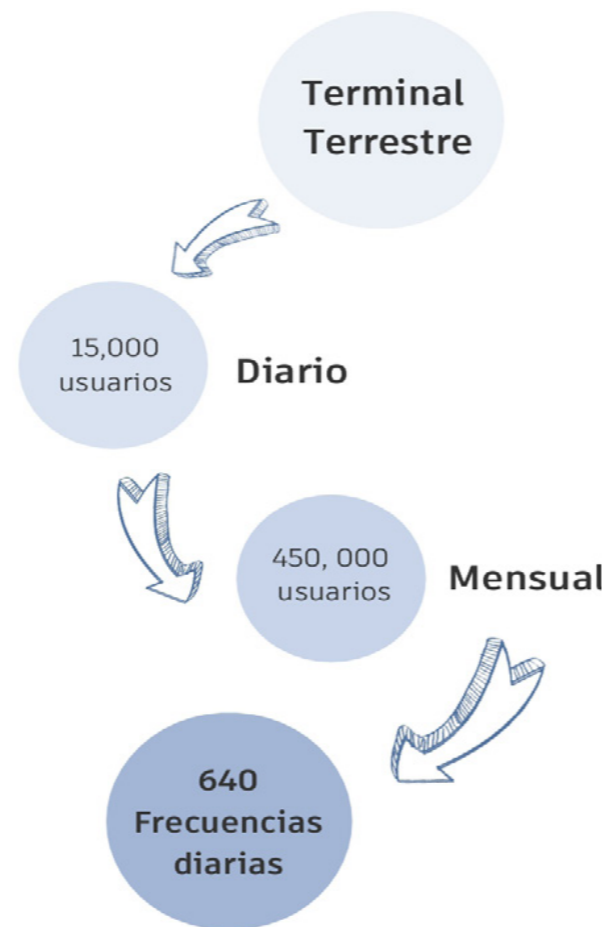 Terminal
Terrestre
15,000
usuarios
Diario
450, 000
usuarios
Mensual
640
Frecuencias
diarias